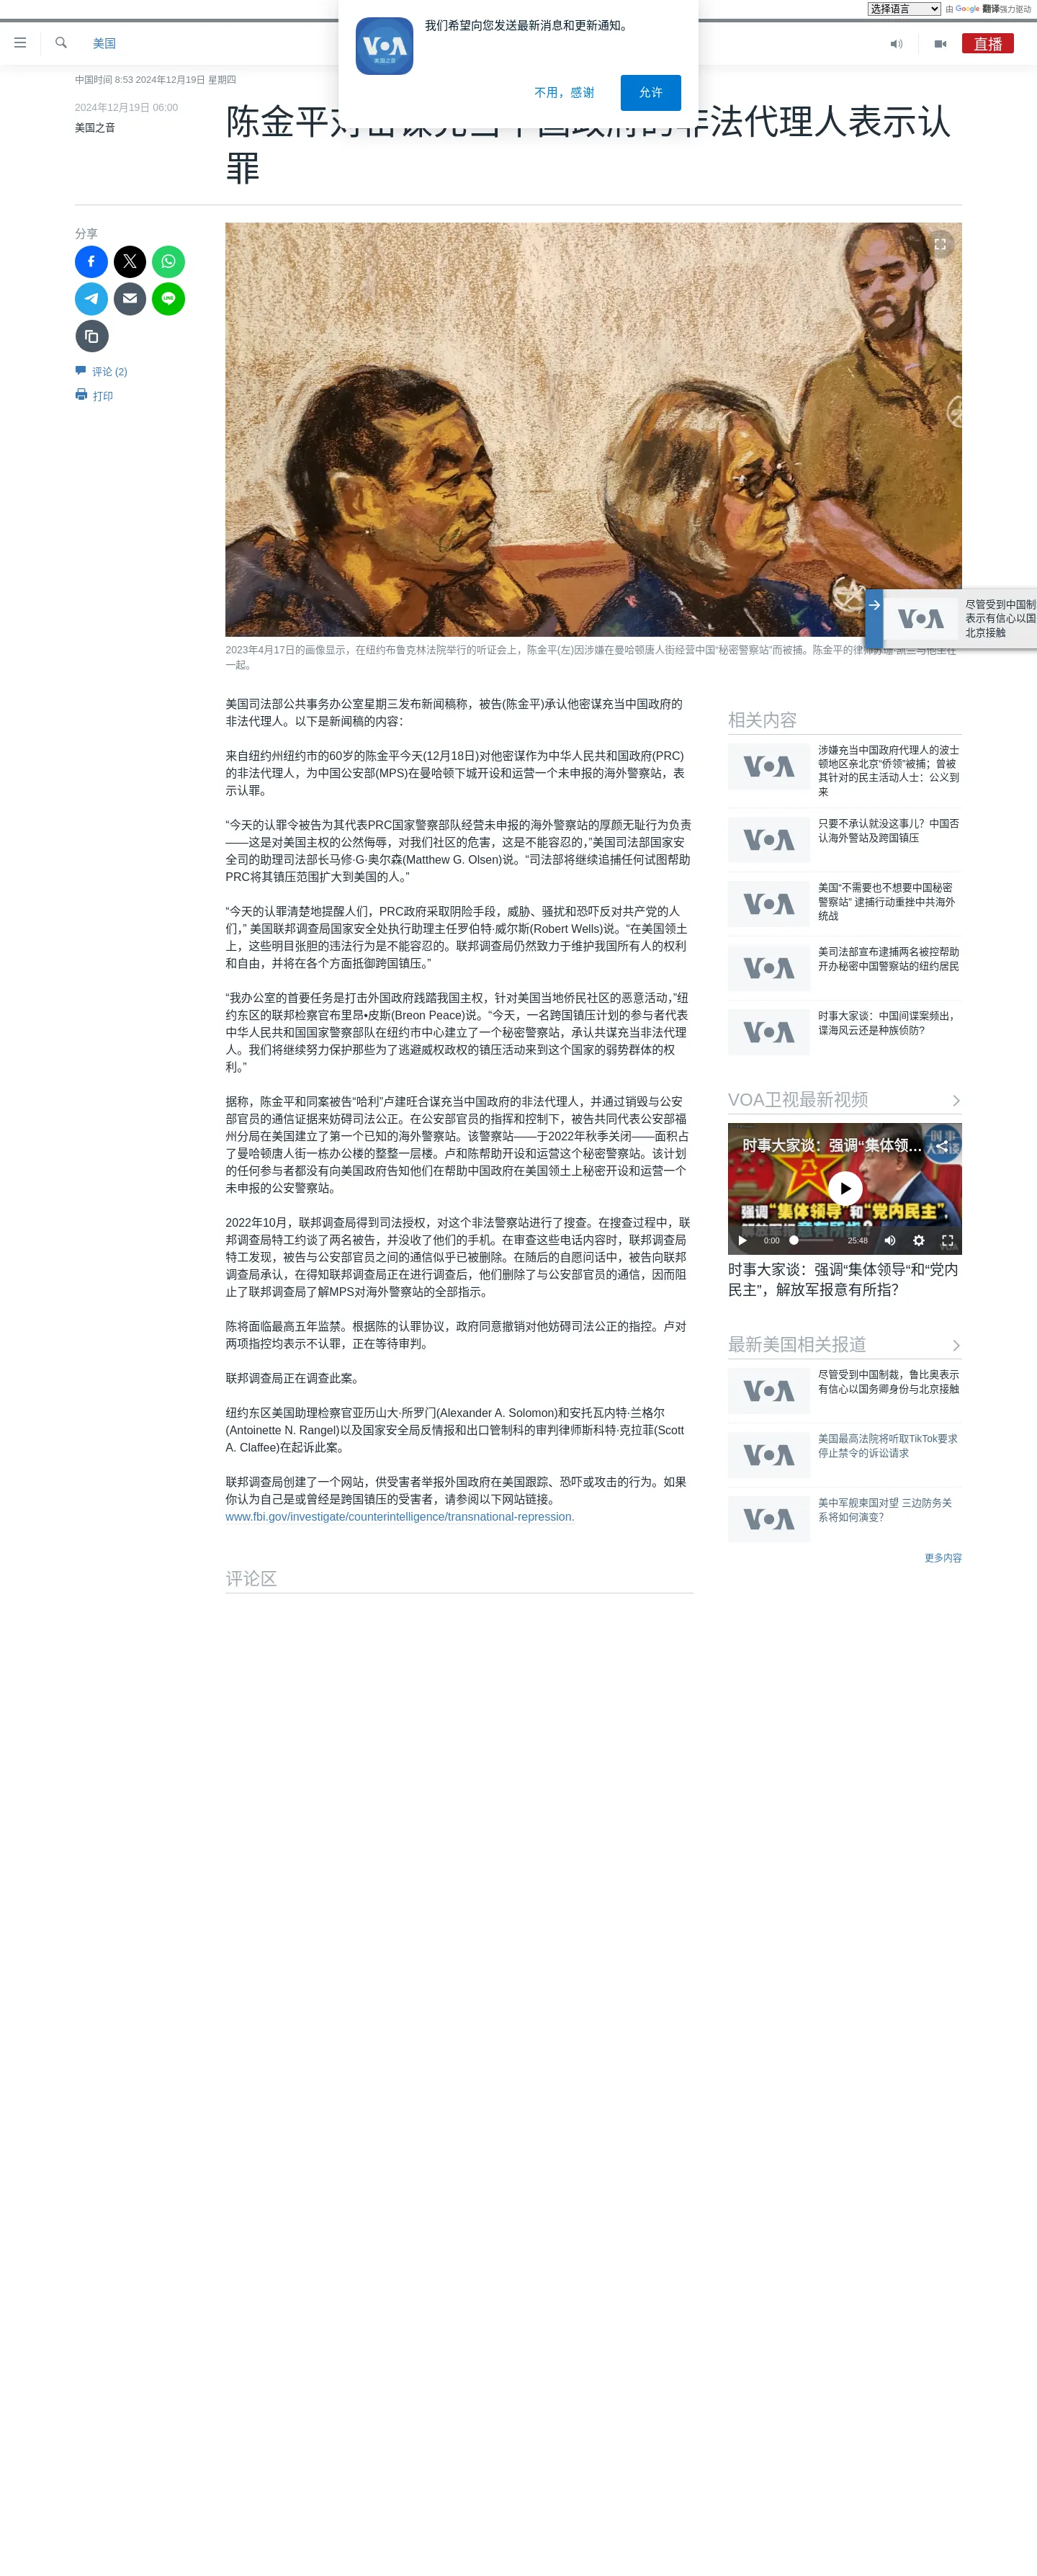 选择语言
由 Google 翻译强力驱动
我们希望向您发送最新消息和更新通知。
VOA
美国之音
不用，感谢
允许
美国
直播
中国时间 8:53 2024年12月19日 星期四
2024年12月19日 06:00
美国之音
陈金平对密谋充当中国政府的非法代理人表示认
罪
分享
评论 (2)
打印
尽管受到中国制
表示有信心以国
北京接触
VOA
2023年4月17日的画像显示，在纽约布鲁克林法院举行的听证会上，陈金平(左)因涉嫌在曼哈顿唐人街经营中国“秘密警察站”而被捕。陈金平的律师苏珊·凯兰与他坐在
一起。
美国司法部公共事务办公室星期三发布新闻稿称，被告(陈金平)承认他密谋充当中国政府的
非法代理人。以下是新闻稿的内容：
来自纽约州纽约市的60岁的陈金平今天(12月18日)对他密谋作为中华人民共和国政府(PRC)
的非法代理人，为中国公安部(MPS)在曼哈顿下城开设和运营一个未申报的海外警察站，表
示认罪。
“今天的认罪令被告为其代表PRC国家警察部队经营未申报的海外警察站的厚颜无耻行为负责
——这是对美国主权的公然侮辱，对我们社区的危害，这是不能容忍的，”美国司法部国家安
全司的助理司法部长马修·G·奥尔森(Matthew G. Olsen)说。“司法部将继续追捕任何试图帮助
PRC将其镇压范围扩大到美国的人。”
“今天的认罪清楚地提醒人们，PRC政府采取阴险手段，威胁、骚扰和恐吓反对共产党的人
们，” 美国联邦调查局国家安全处执行助理主任罗伯特·威尔斯(Robert Wells)说。“在美国领土
上，这些明目张胆的违法行为是不能容忍的。联邦调查局仍然致力于维护我国所有人的权利
和自由，并将在各个方面抵御跨国镇压。”
“我办公室的首要任务是打击外国政府践踏我国主权，针对美国当地侨民社区的恶意活动，”纽
约东区的联邦检察官布里昂•皮斯(Breon Peace)说。“今天，一名跨国镇压计划的参与者代表
中华人民共和国国家警察部队在纽约市中心建立了一个秘密警察站，承认共谋充当非法代理
人。我们将继续努力保护那些为了逃避威权政权的镇压活动来到这个国家的弱势群体的权
利。”
据称，陈金平和同案被告“哈利”卢建旺合谋充当中国政府的非法代理人，并通过销毁与公安
部官员的通信证据来妨碍司法公正。在公安部官员的指挥和控制下，被告共同代表公安部福
州分局在美国建立了第一个已知的海外警察站。该警察站——于2022年秋季关闭——面积占
了曼哈顿唐人街一栋办公楼的整整一层楼。卢和陈帮助开设和运营这个秘密警察站。该计划
的任何参与者都没有向美国政府告知他们在帮助中国政府在美国领土上秘密开设和运营一个
未申报的公安警察站。
2022年10月，联邦调查局得到司法授权，对这个非法警察站进行了搜查。在搜查过程中，联
邦调查局特工约谈了两名被告，并没收了他们的手机。在审查这些电话内容时，联邦调查局
特工发现，被告与公安部官员之间的通信似乎已被删除。在随后的自愿问话中，被告向联邦
调查局承认，在得知联邦调查局正在进行调查后，他们删除了与公安部官员的通信，因而阻
止了联邦调查局了解MPS对海外警察站的全部指示。
陈将面临最高五年监禁。根据陈的认罪协议，政府同意撤销对他妨碍司法公正的指控。卢对
两项指控均表示不认罪，正在等待审判。
联邦调查局正在调查此案。
纽约东区美国助理检察官亚历山大·所罗门(Alexander A. Solomon)和安托瓦内特·兰格尔
(Antoinette N. Rangel)以及国家安全局反情报和出口管制科的审判律师斯科特·克拉菲(Scott
A. Claffee)在起诉此案。
联邦调查局创建了一个网站，供受害者举报外国政府在美国跟踪、恐吓或攻击的行为。如果
你认为自己是或曾经是跨国镇压的受害者，请参阅以下网站链接。
www.fbi.gov/investigate/counterintelligence/transnational-repression.
评论区
相关内容
VOA
涉嫌充当中国政府代理人的波士
顿地区亲北京“侨领”被捕；曾被
其针对的民主活动人士：公义到
来
VOA
只要不承认就没这事儿？中国否
认海外警站及跨国镇压
VOA
美国“不需要也不想要中国秘密
警察站” 逮捕行动重挫中共海外
统战
VOA
美司法部宣布逮捕两名被控帮助
开办秘密中国警察站的纽约居民
VOA
时事大家谈：中国间谍案频出，
谍海风云还是种族侦防?
VOA卫视最新视频
时事大家谈：强调“集体领...
时事
大家谈
强调“集体领导”和“党内民主”，
0:00
25:48
时事大家谈：强调“集体领导“和“党内
民主”，解放军报意有所指？
最新美国相关报道
VOA
尽管受到中国制裁，鲁比奥表示
有信心以国务卿身份与北京接触
VOA
美国最高法院将听取TikTok要求
停止禁令的诉讼请求
VOA
美中军舰柬国对望 三边防务关
系将如何演变？
更多内容